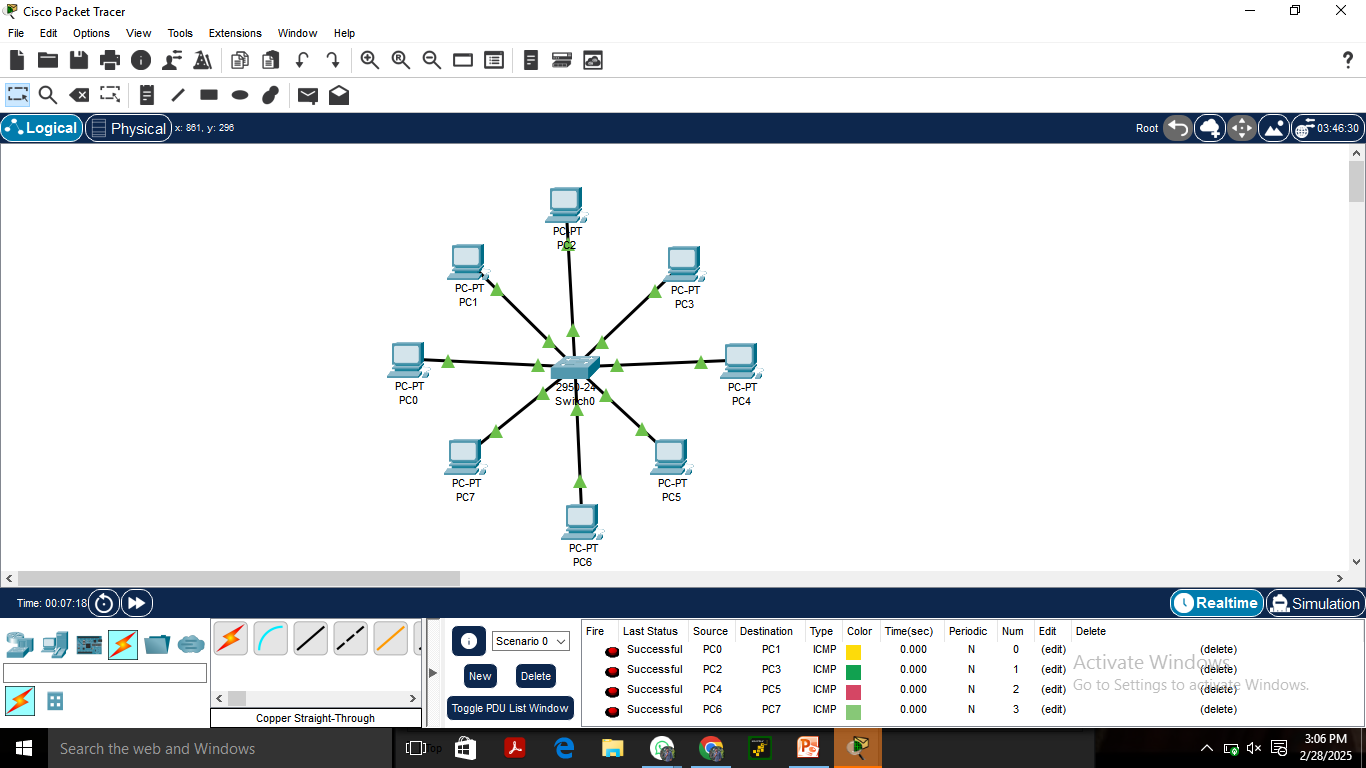 Cisco Packet Tracer
File Edit Options View Tools Extensions Window Help
Logical Physical x: 861, y: 296 Root 03:46:30
PC-PT
PC2
PC-PT
PC1
PC-PT
PC3
PC-PT
PC0
2950-24
Switch0
PC-PT
PC4
PC-PT
PC7
PC-PT
PC5
PC-PT
PC6
Time: 00:07:18 Realtime Simulation
Scenario 0
New Delete
Toggle PDU List Window
Copper Straight-Through
Fire Last Status Source Destination Type Color Time(sec) Periodic Num Edit Delete
Successful PC0 PC1 ICMP 0.000 N 0 (edit) (delete)
Successful PC2 PC3 ICMP 0.000 N 1 (edit) (delete)
Successful PC4 PC5 ICMP 0.000 N 2 (edit) (delete)
Successful PC6 PC7 ICMP 0.000 N 3 (edit) (delete)
Activate Windows
Go to Settings to activate Windows.
Search the web and Windows
Top
3:06 PM
2/28/2025